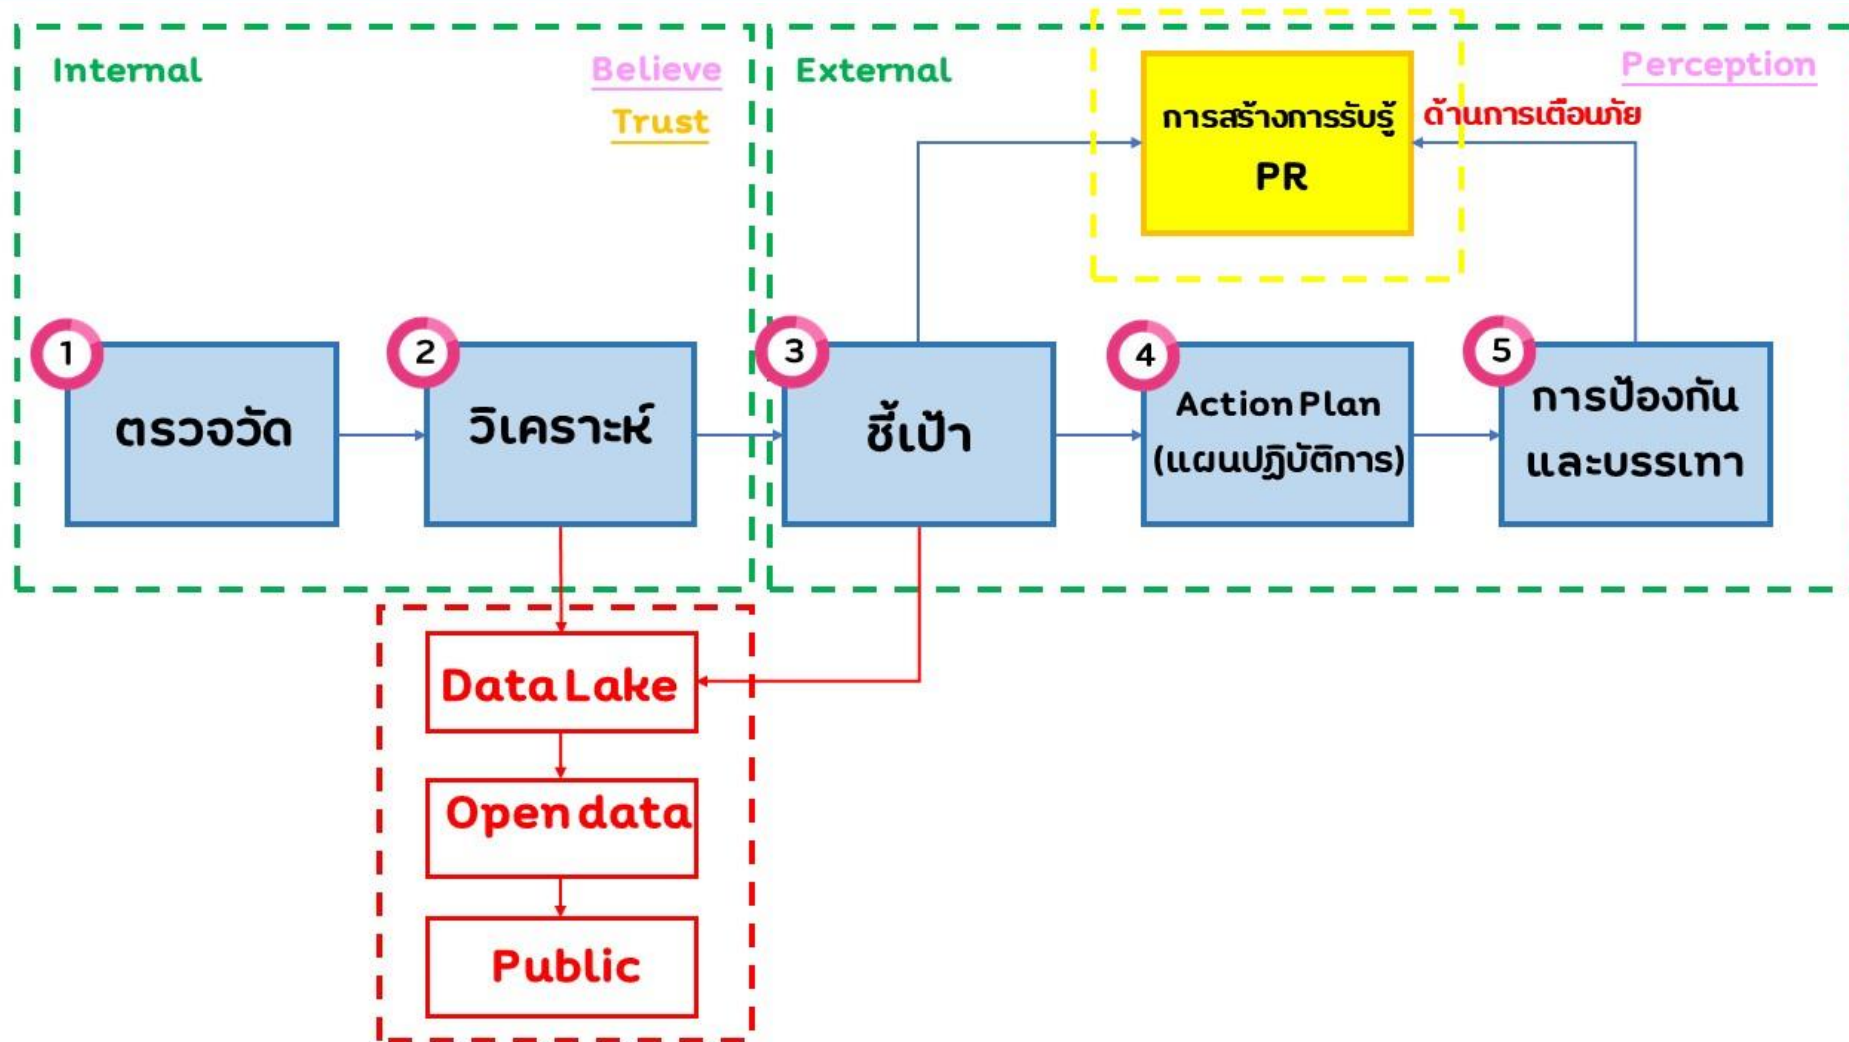 Internal
Believe
Trust
External
Perception
การสร้างการรับรู้
PR
ด้านการเตือนภัย
1
ตรวจวัด
2
วิเคราะห์
3
ชี้เป้า
4
Action Plan
(แผนปฏิบัติการ)
5
การป้องกัน
และบรรเทา
Data Lake
Open data
Public